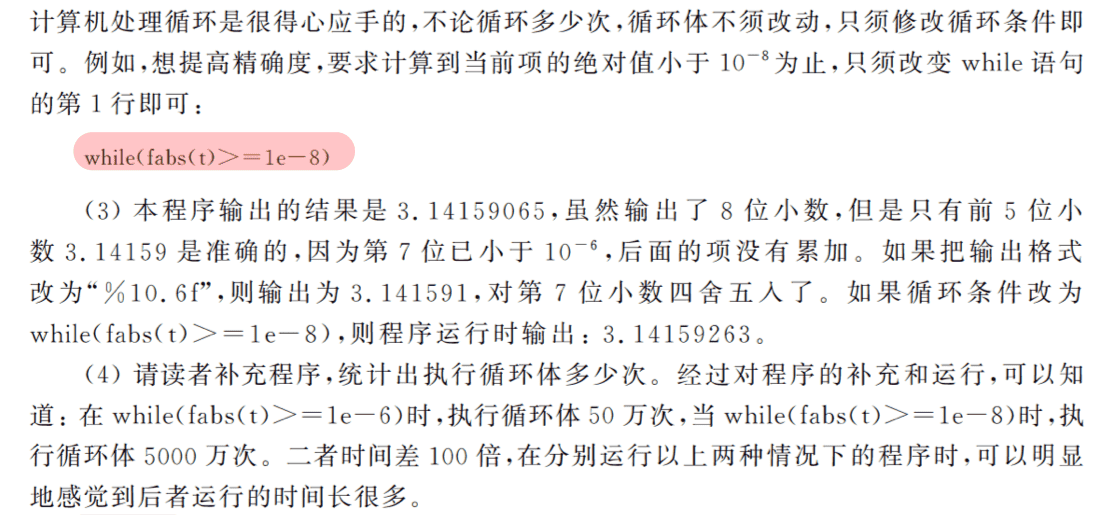 计算机处理循环是很得心应手的,不论循环多少次,循环体不须改动,只须修改循环条件即
可。例如,想提高精确度,要求计算到当前项的绝对值小于 10⁻⁸ 为止,只须改变 while 语句
的第 1 行即可:
while(fabs(t)>=1e-8)
(3) 本程序输出的结果是 3.14159065,虽然输出了 8 位小数,但是只有前 5 位小
数 3.14159 是准确的,因为第 7 位已小于 10⁻⁶,后面的项没有累加。如果把输出格式
改为“%10.6f”,则输出为 3.141591,对第 7 位小数四舍五入了。如果循环条件改为
while(fabs(t)>=1e-8),则程序运行时输出: 3.14159263。
(4) 请读者补充程序,统计出执行循环体多少次。经过对程序的补充和运行,可以知
道: 在 while(fabs(t)>=1e-6)时,执行循环体 50 万次,当 while(fabs(t)>=1e-8)时,执
行循环体 5000 万次。二者时间差 100 倍,在分别运行以上两种情况下的程序时,可以明显
地感觉到后者运行的时间长很多。